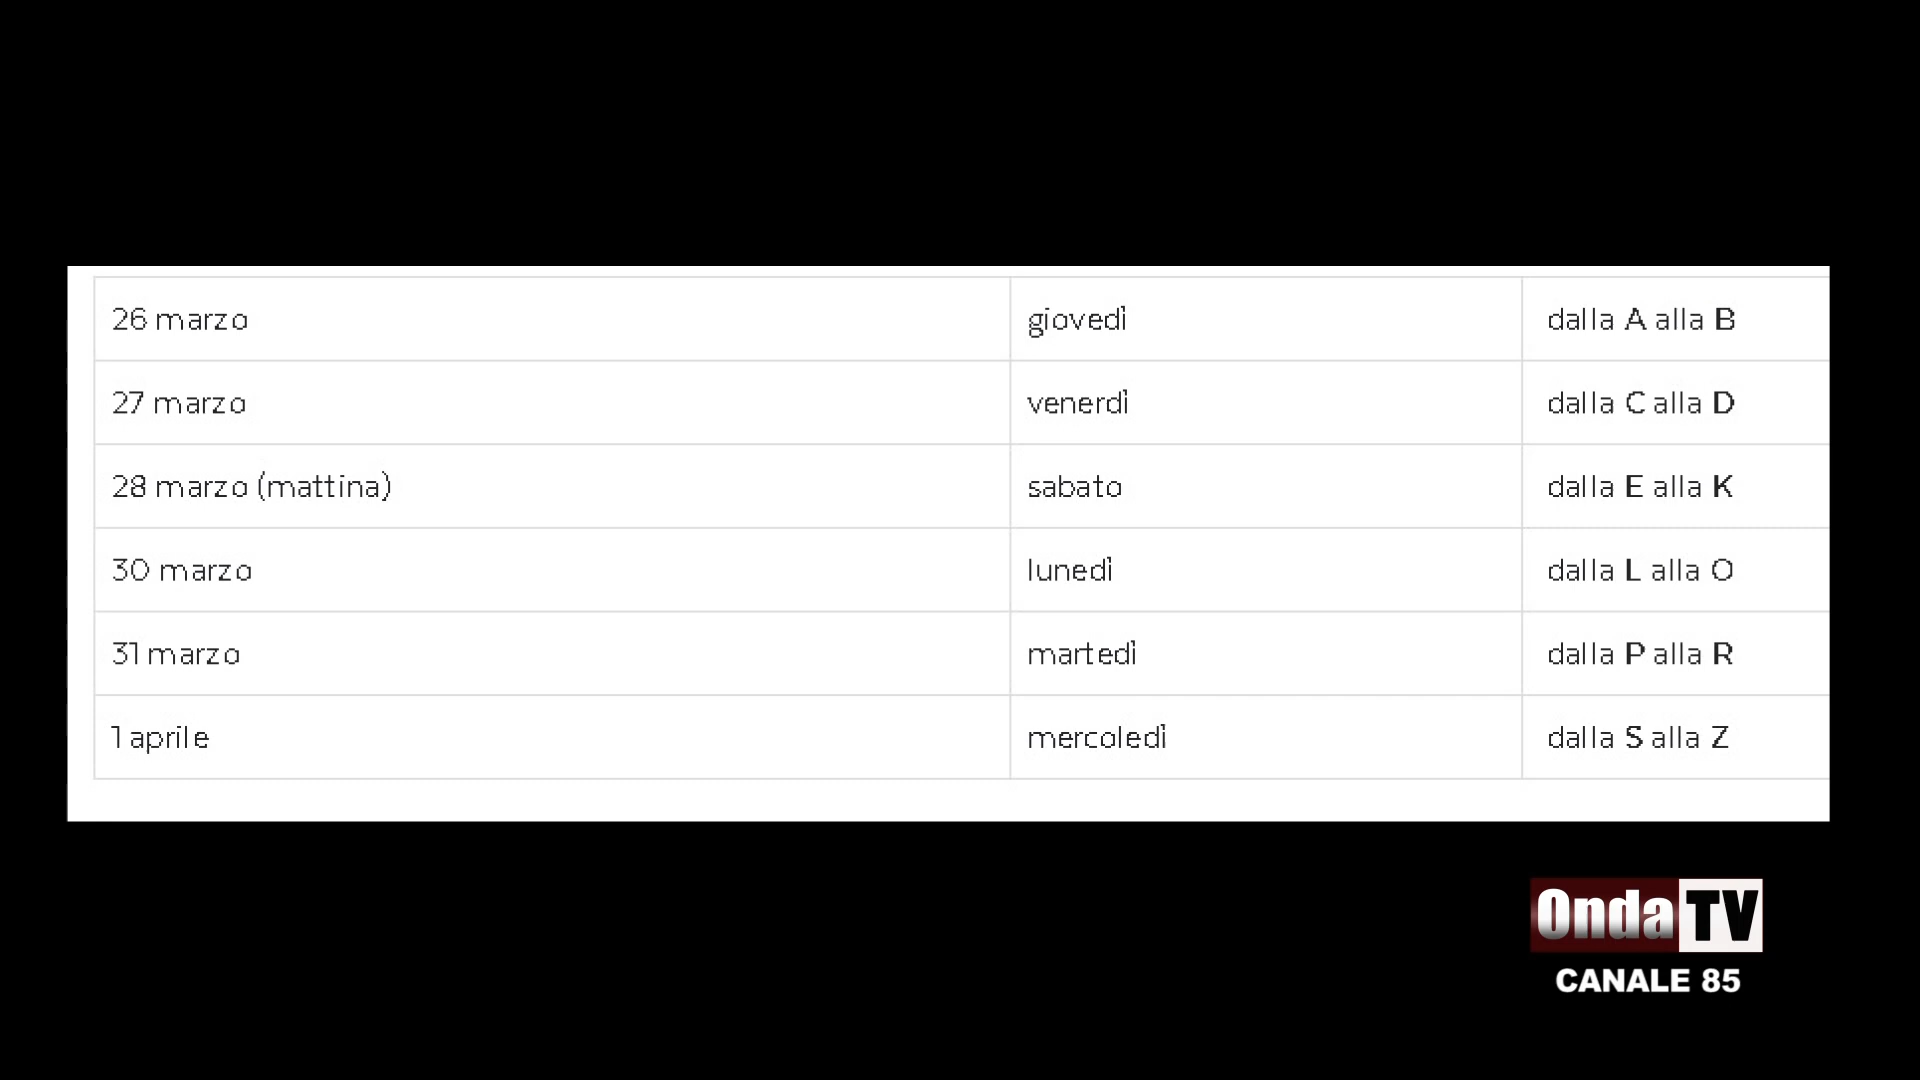 26 marzo giovedì dalla A alla B
27 marzo venerdì dalla C alla D
28 marzo (mattina) sabato dalla E alla K
30 marzo lunedì dalla L alla O
31 marzo martedì dalla P alla R
1 aprile mercoledì dalla S alla Z
Onda TV
CANALE 85